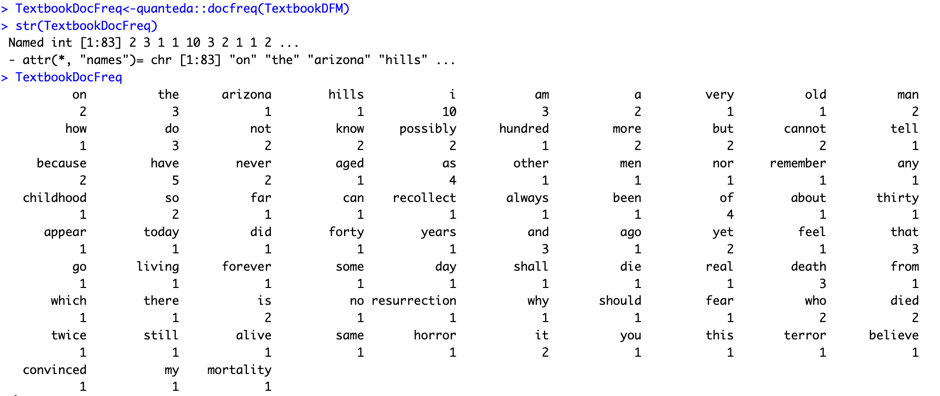 > TextbookDocFreq<-quanteda::docfreq(TextbookDFM)
> str(TextbookDocFreq)
 Named int [1:83] 2 3 1 1 10 3 2 1 1 2 ...
 - attr(*, "names")= chr [1:83] "on" "the" "arizona" "hills" ...
> TextbookDocFreq
on the arizona hills i am a very old man
2 3 1 1 10 3 2 1 1 2
how do not know possibly hundred more but cannot tell
1 3 2 2 2 1 2 2 2 1
because have never aged as other men nor remember any
2 5 2 1 4 1 1 1 1 1
childhood so far can recollect always been of about thirty
1 2 1 1 1 1 1 4 1 1
appear today did forty years and ago yet feel that
1 1 1 1 1 3 1 2 1 3
go living forever some day shall die real death from
1 1 1 1 1 1 1 1 3 1
which there is no resurrection why should fear who died
1 1 2 1 1 1 1 1 2 2
twice still alive same horror it you this terror believe
1 1 1 1 1 2 1 1 1 1
convinced my mortality
1 1 1